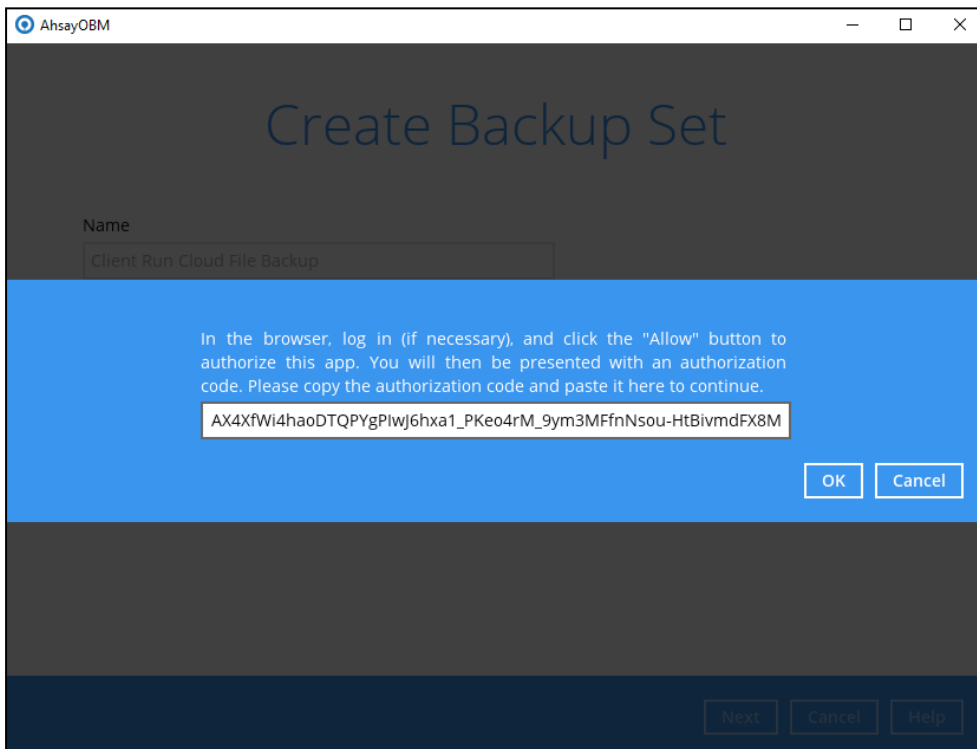 AhsayOBM
Create Backup Set
Name
Client Run Cloud File Backup
In the browser, log in (if necessary), and click the "Allow" button to
authorize this app. You will then be presented with an authorization
code. Please copy the authorization code and paste it here to continue.
AX4XfWi4haoDTQPYgPIwJ6hxa1_PKeo4rM_9ym3MFfnNsou-HtBivmdFX8M
OK Cancel
Next Cancel Help